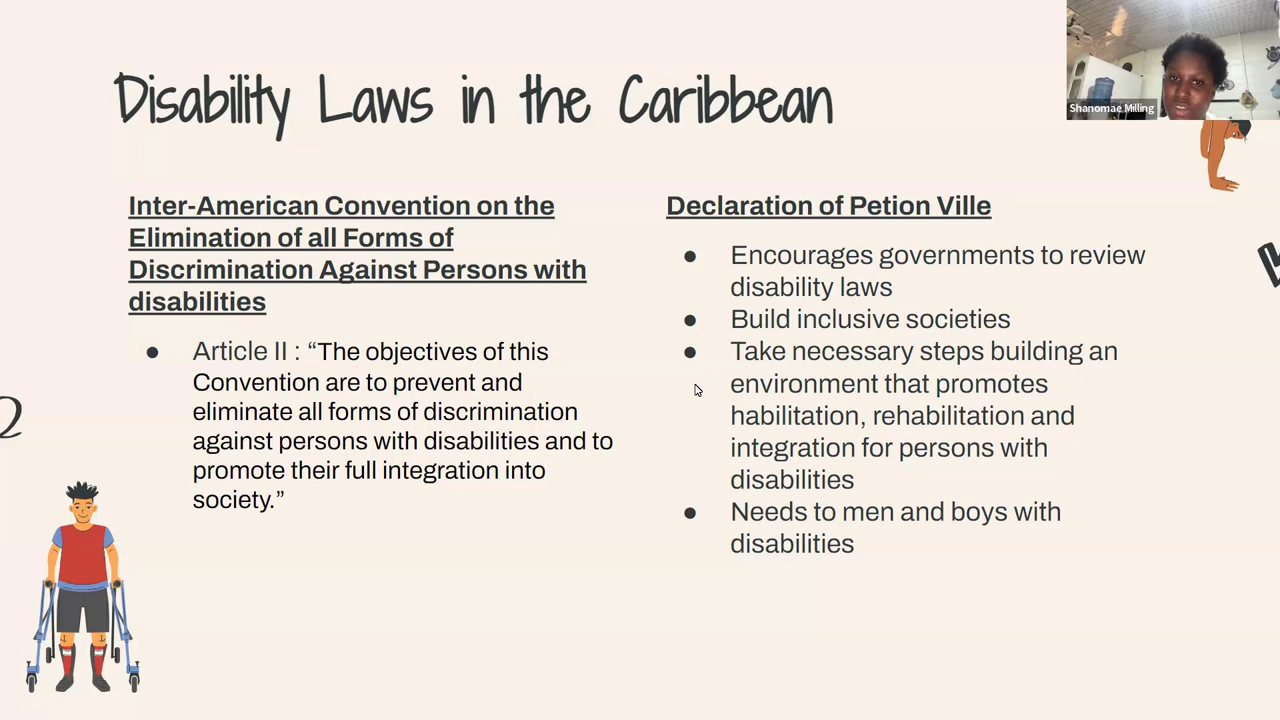 Disability Laws in the Caribbean
Shanomae Milling
Inter-American Convention on the
Elimination of all Forms of
Discrimination Against Persons with
disabilities
● Article II : “The objectives of this
Convention are to prevent and
eliminate all forms of discrimination
against persons with disabilities and to
promote their full integration into
society.”
Declaration of Petion Ville
● Encourages governments to review
disability laws
● Build inclusive societies
● Take necessary steps building an
environment that promotes
habilitation, rehabilitation and
integration for persons with
disabilities
● Needs to men and boys with
disabilities